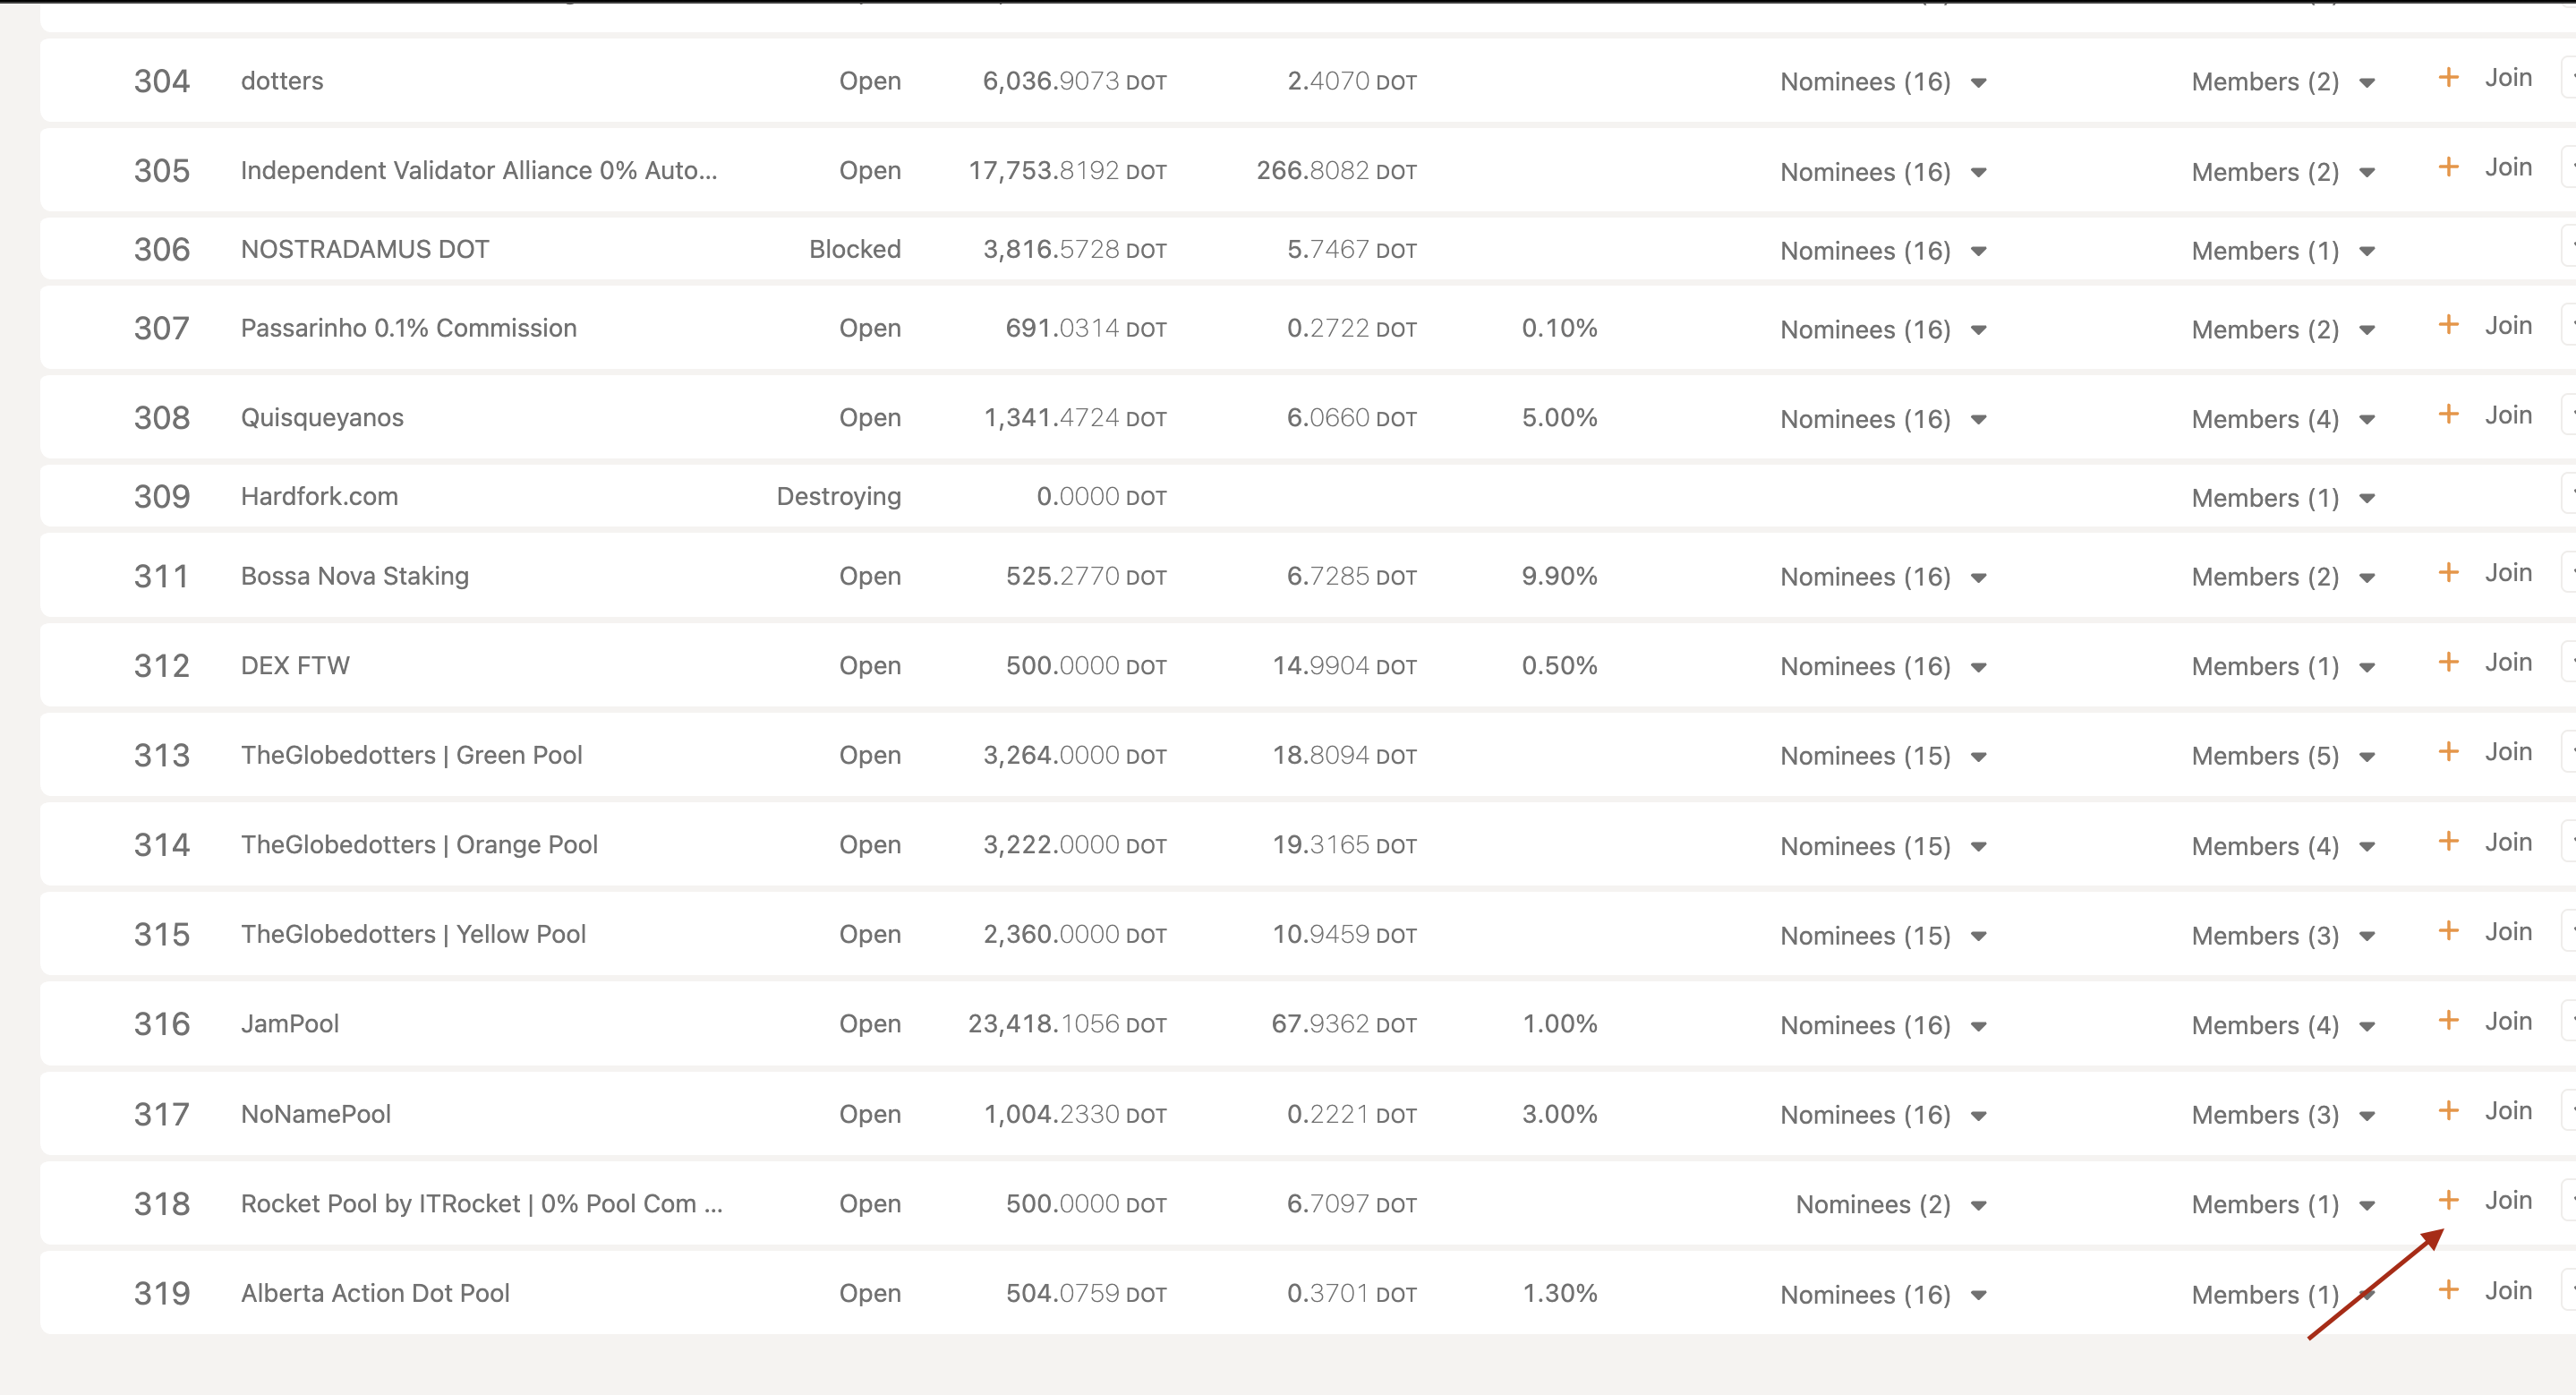 304 dotters Open 6,036.9073 DOT 2.4070 DOT Nominees (16) Members (2) + Join
305 Independent Validator Alliance 0% Auto... Open 17,753.8192 DOT 266.8082 DOT Nominees (16) Members (2) + Join
306 NOSTRADAMUS DOT Blocked 3,816.5728 DOT 5.7467 DOT Nominees (16) Members (1)
307 Passarinho 0.1% Commission Open 691.0314 DOT 0.2722 DOT 0.10% Nominees (16) Members (2) + Join
308 Quisqueyanos Open 1,341.4724 DOT 6.0660 DOT 5.00% Nominees (16) Members (4) + Join
309 Hardfork.com Destroying 0.0000 DOT Members (1)
311 Bossa Nova Staking Open 525.2770 DOT 6.7285 DOT 9.90% Nominees (16) Members (2) + Join
312 DEX FTW Open 500.0000 DOT 14.9904 DOT 0.50% Nominees (16) Members (1) + Join
313 TheGlobedotters | Green Pool Open 3,264.0000 DOT 18.8094 DOT Nominees (15) Members (5) + Join
314 TheGlobedotters | Orange Pool Open 3,222.0000 DOT 19.3165 DOT Nominees (15) Members (4) + Join
315 TheGlobedotters | Yellow Pool Open 2,360.0000 DOT 10.9459 DOT Nominees (15) Members (3) + Join
316 JamPool Open 23,418.1056 DOT 67.9362 DOT 1.00% Nominees (16) Members (4) + Join
317 NoNamePool Open 1,004.2330 DOT 0.2221 DOT 3.00% Nominees (16) Members (3) + Join
318 Rocket Pool by ITRocket | 0% Pool Com ... Open 500.0000 DOT 6.7097 DOT Nominees (2) Members (1) + Join
319 Alberta Action Dot Pool Open 504.0759 DOT 0.3701 DOT 1.30% Nominees (16) Members (1) + Join